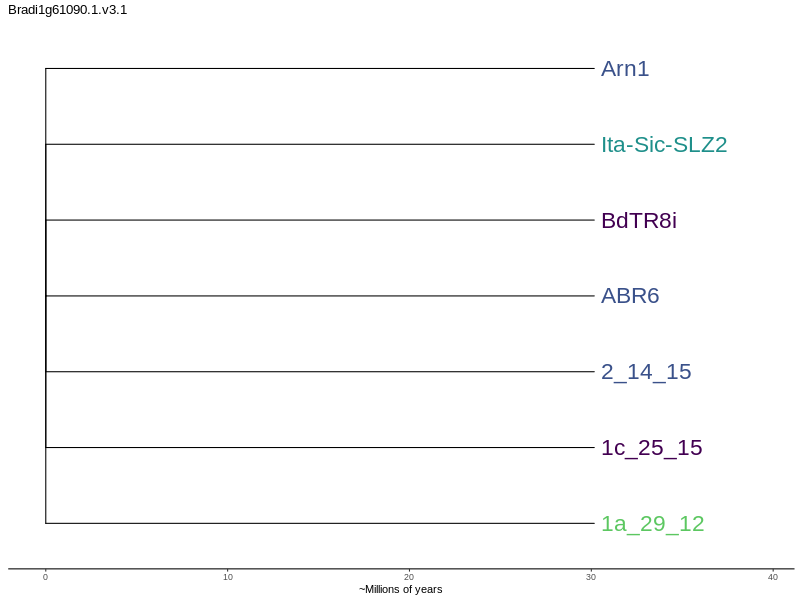 Bradi1g61090.1.v3.1
Arn1
Ita-Sic-SLZ2
BdTR8i
ABR6
2_14_15
1c_25_15
1a_29_12
0 10 20 30 40
~Millions of years